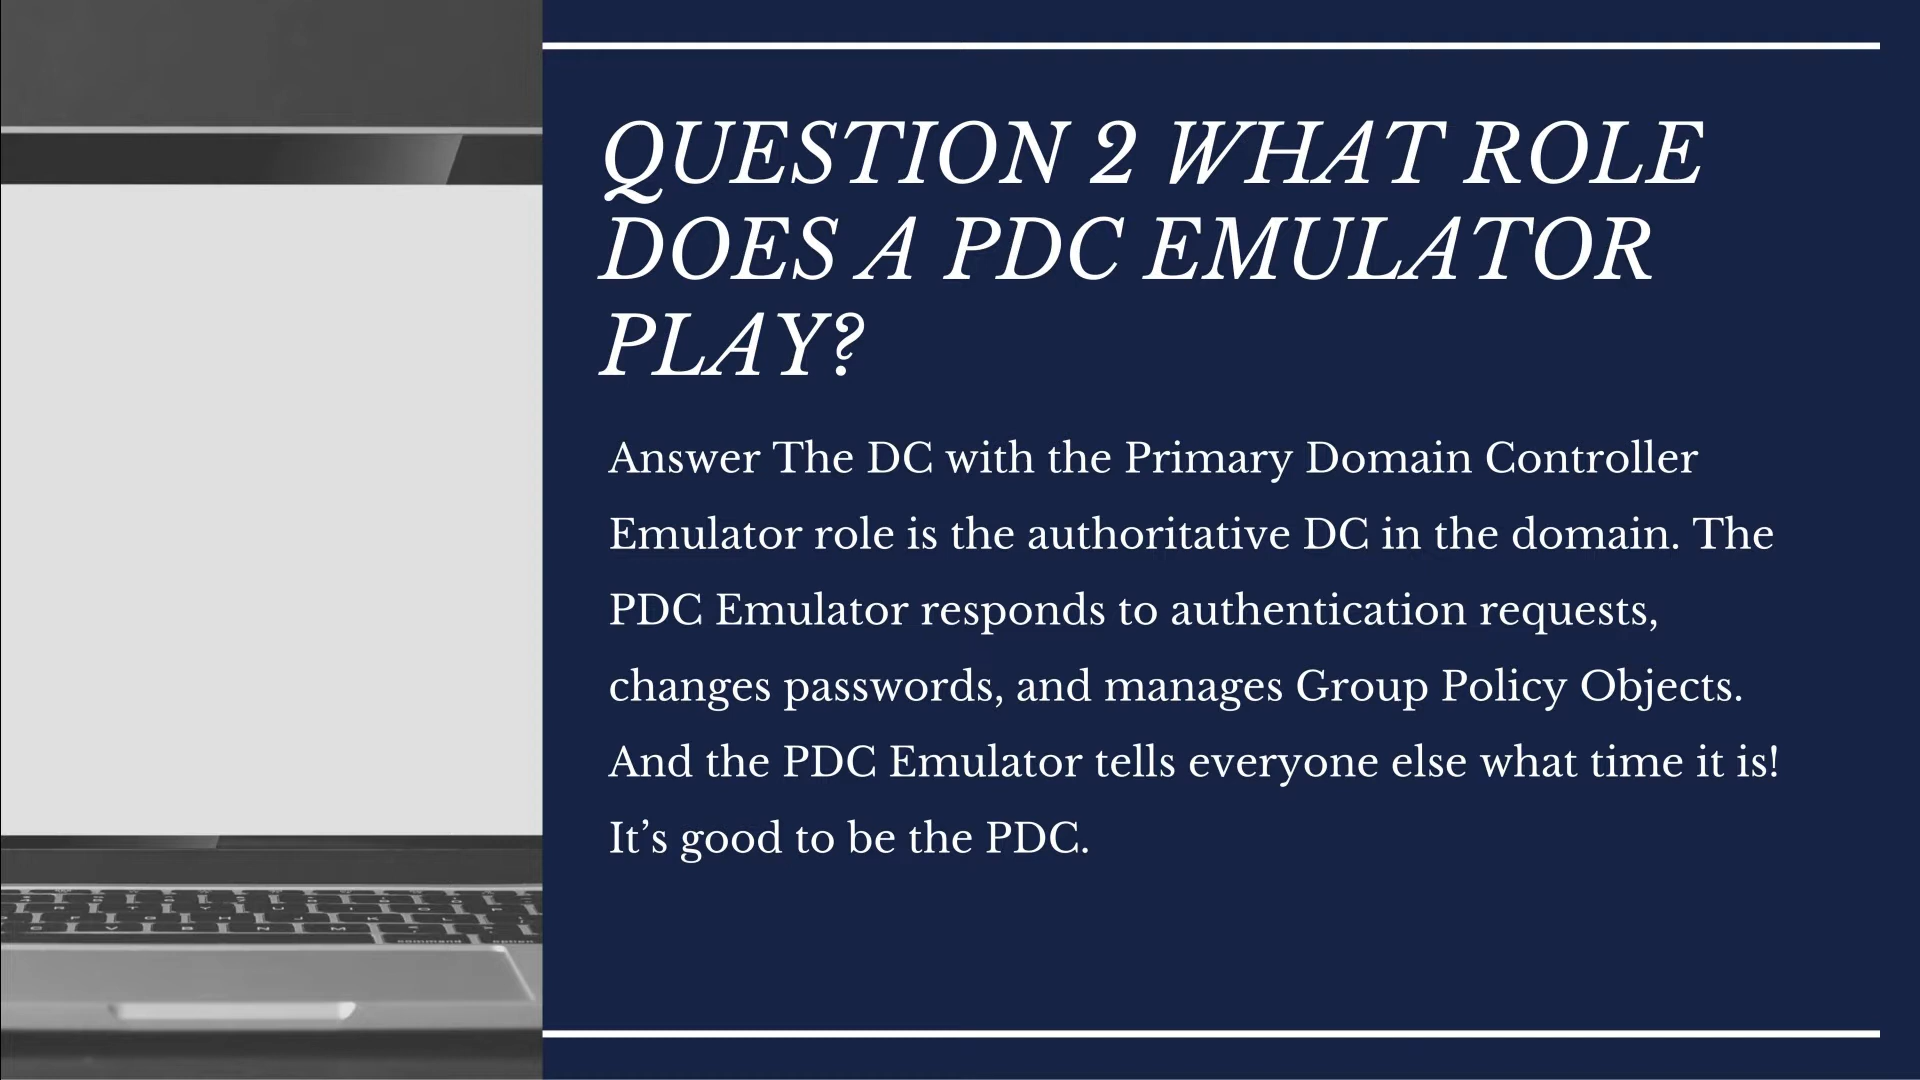 QUESTION 2 WHAT ROLE
DOES A PDC EMULATOR
PLAY?
Answer The DC with the Primary Domain Controller
Emulator role is the authoritative DC in the domain. The
PDC Emulator responds to authentication requests,
changes passwords, and manages Group Policy Objects.
And the PDC Emulator tells everyone else what time it is!
It’s good to be the PDC.
command option